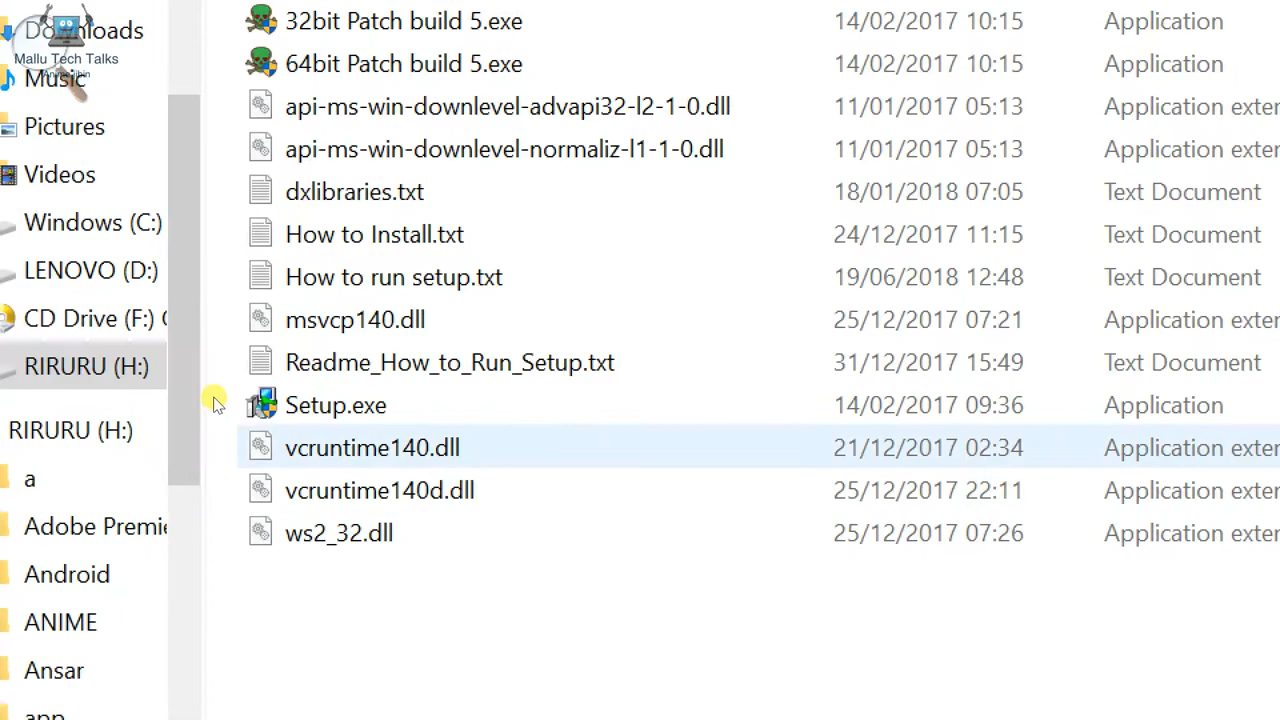 Downloads
Mallu Tech Talks
Music
Pictures
Videos
Windows (C:)
LENOVO (D:)
CD Drive (F:)
RIRURU (H:)
RIRURU (H:)
a
Adobe Premie
Android
ANIME
Ansar
app
32bit Patch build 5.exe 14/02/2017 10:15 Application
64bit Patch build 5.exe 14/02/2017 10:15 Application
api-ms-win-downlevel-advapi32-l2-1-0.dll 11/01/2017 05:13 Application exter
api-ms-win-downlevel-normaliz-l1-1-0.dll 11/01/2017 05:13 Application exter
dxlibraries.txt 18/01/2018 07:05 Text Document
How to Install.txt 24/12/2017 11:15 Text Document
How to run setup.txt 19/06/2018 12:48 Text Document
msvcp140.dll 25/12/2017 07:21 Application exter
Readme_How_to_Run_Setup.txt 31/12/2017 15:49 Text Document
Setup.exe 14/02/2017 09:36 Application
vcruntime140.dll 21/12/2017 02:34 Application exter
vcruntime140d.dll 25/12/2017 22:11 Application exter
ws2_32.dll 25/12/2017 07:26 Application exter